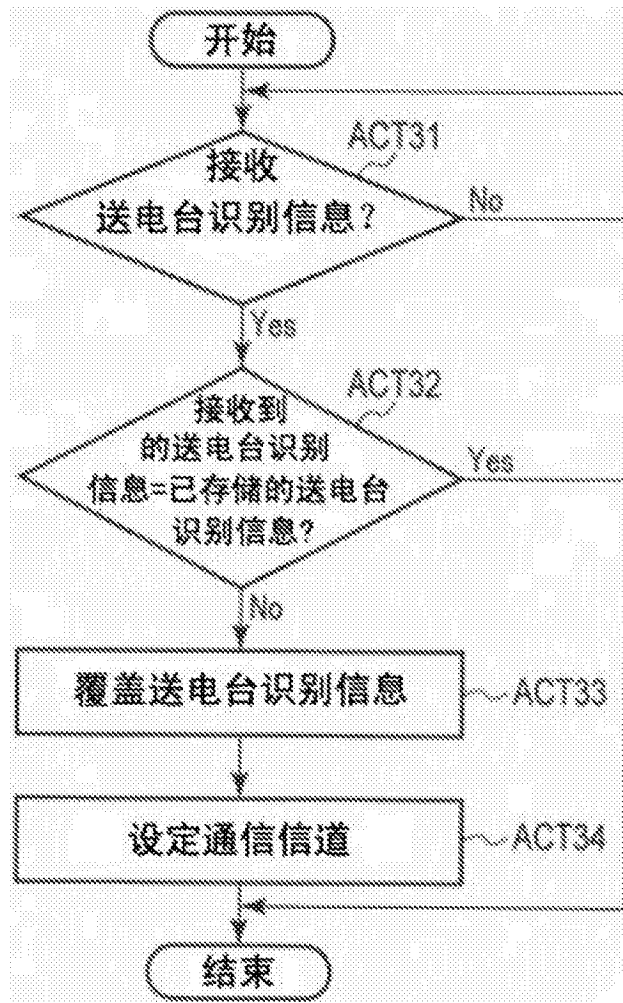 开始
ACT31
接收
送电台识别信息?
No
Yes
ACT32
接收到
的送电台识别
信息=已存储的送电台
识别信息?
Yes
No
覆盖送电台识别信息
ACT33
设定通信信道
ACT34
结束